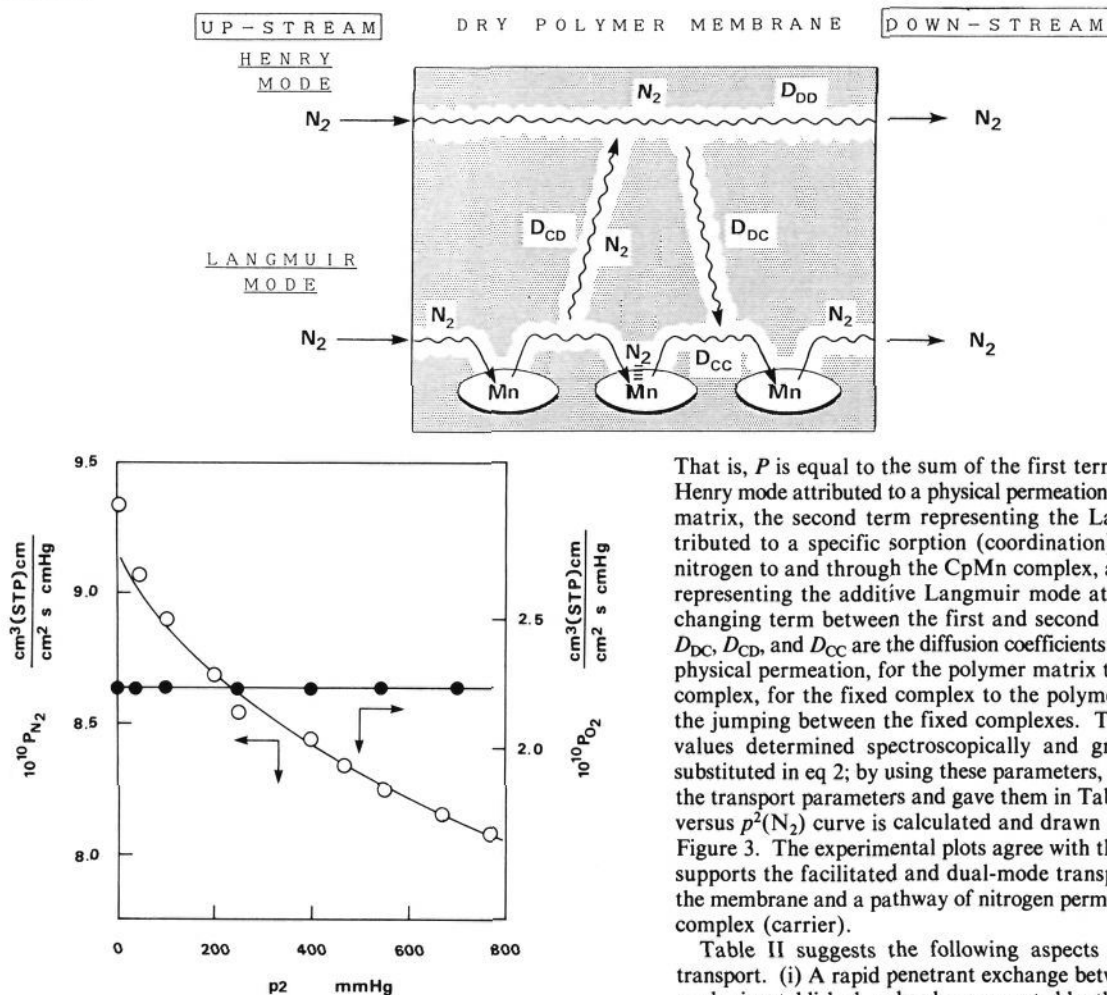 UP-STREAM DRY POLYMER MEMBRANE DOWN-STREAM
HENRY
MODE
N2 DDD
N2 N2
DCD DDC
N2
LANGMUIR
MODE
N2 N2
N2 N2 DCC N2
Mn Mn Mn
9.5
9.0
8.5
8.0
cm3(STP)cm
cm2 s cmHg
10^10 PN2
2.5
2.0
cm3(STP)cm
cm2 s cmHg
10^10 PO2
0 200 400 600 800
p2 mmHg
That is, P is equal to the sum of the first term
Henry mode attributed to a physical permeation
matrix, the second term representing the La
tributed to a specific sorption (coordination)
nitrogen to and through the CpMn complex, a
representing the additive Langmuir mode at
changing term between the first and second
DDC, DCD, and DCC are the diffusion coefficients
physical permeation, for the polymer matrix t
complex, for the fixed complex to the polyme
the jumping between the fixed complexes. T
values determined spectroscopically and gr
substituted in eq 2; by using these parameters,
the transport parameters and gave them in Tab
versus p2(N2) curve is calculated and drawn
Figure 3. The experimental plots agree with th
supports the facilitated and dual-mode transp
the membrane and a pathway of nitrogen perm
complex (carrier).
Table II suggests the following aspects
transport. (i) A rapid penetrant exchange betw